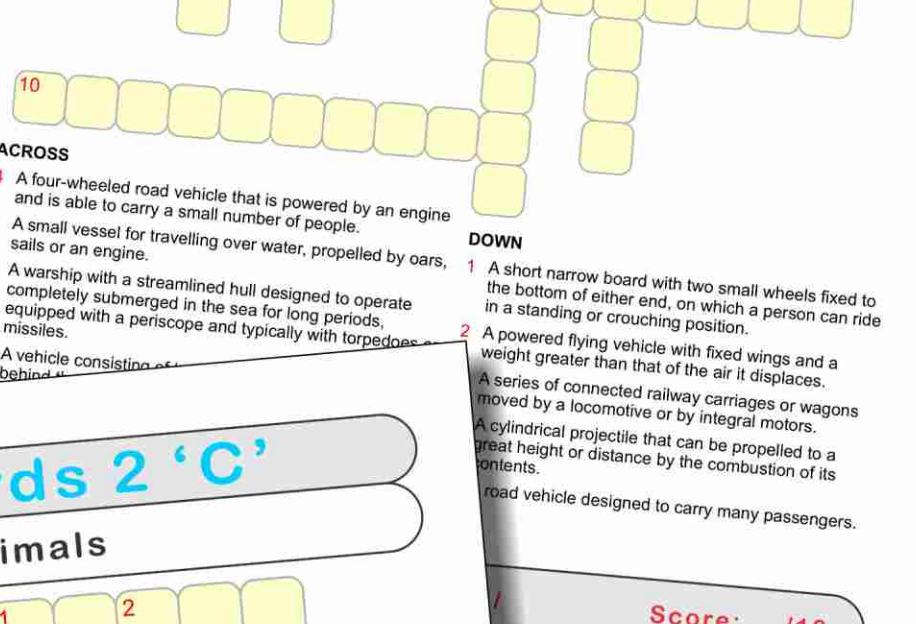 10
ACROSS
A four-wheeled road vehicle that is powered by an engine
and is able to carry a small number of people.
A small vessel for travelling over water, propelled by oars,
sails or an engine.
A warship with a streamlined hull designed to operate
completely submerged in the sea for long periods,
equipped with a periscope and typically with torpedoes
missiles.
A vehicle consisting of
behind
DOWN
1 A short narrow board with two small wheels fixed to
the bottom of either end, on which a person can ride
in a standing or crouching position.
2 A powered flying vehicle with fixed wings and a
weight greater than that of the air it displaces.
A series of connected railway carriages or wagons
moved by a locomotive or by integral motors.
A cylindrical projectile that can be propelled to a
great height or distance by the combustion of its
contents.
road vehicle designed to carry many passengers.
/
Score: /10
ds 2 ‘C’
imals
1 2